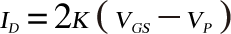 I_D = 2K ( V_GS − V_P )